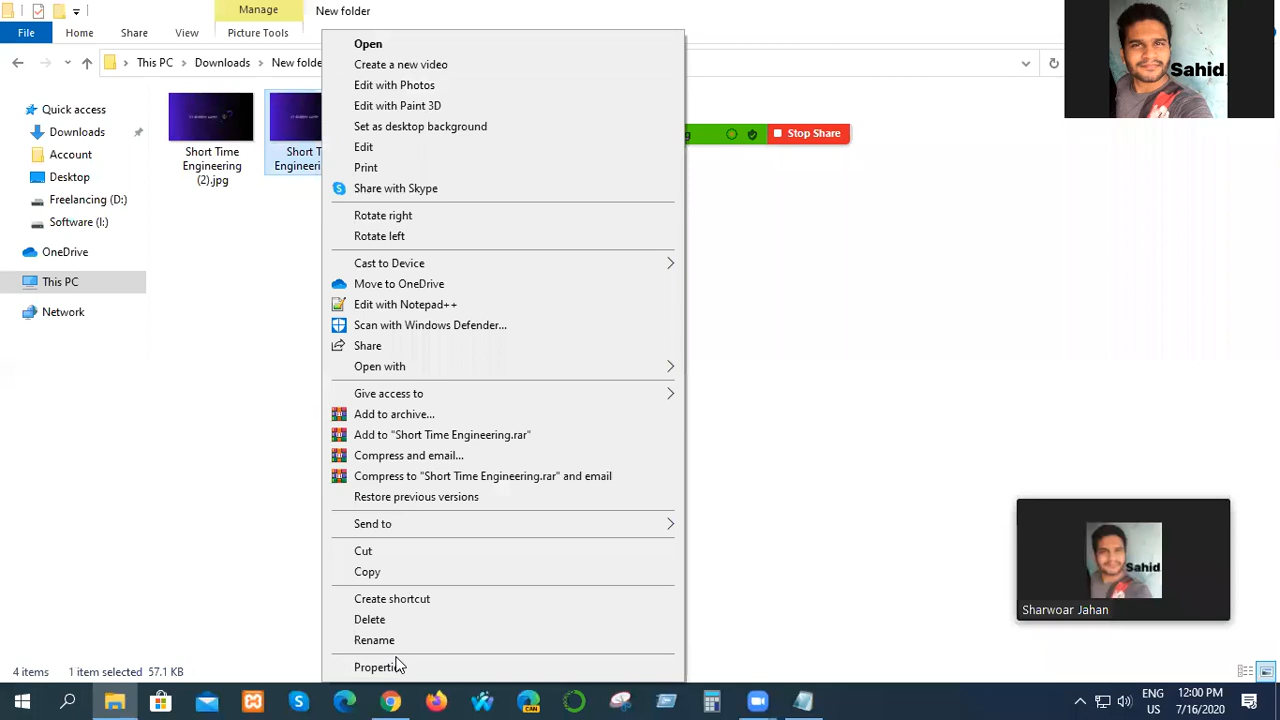 Manage
New folder
File
Home
Share
View
Picture Tools
This PC
Downloads
Quick access
Downloads
Account
Desktop
Freelancing (D:)
Software (I:)
OneDrive
This PC
Network
Short Time
Engineering
(2).jpg
Open
Create a new video
Edit with Photos
Edit with Paint 3D
Set as desktop background
Edit
Print
Share with Skype
Rotate right
Rotate left
Cast to Device
Move to OneDrive
Edit with Notepad++
Scan with Windows Defender...
Share
Open with
Give access to
Add to archive...
Add to "Short Time Engineering.rar"
Compress and email...
Compress to "Short Time Engineering.rar" and email
Restore previous versions
Send to
Cut
Copy
Create shortcut
Delete
Rename
Stop Share
Sahid
Sahid
Sharwoar Jahan
4 items
1 item selected 57.1 KB
CAN
ENG
US
12:00 PM
7/16/2020